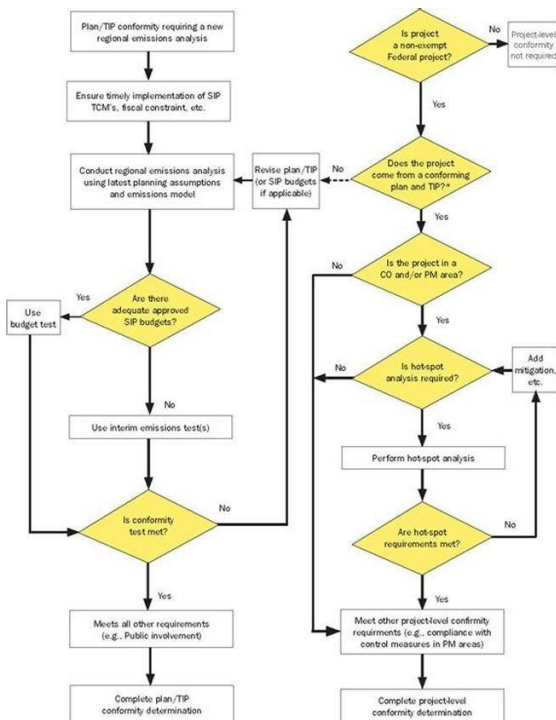 Plan/TIP conformity requiring a new
regional emissions analysis
Ensure timely implementation of SIP
TCM's, fiscal constraint, etc.
Conduct regional emissions analysis
using latest planning assumptions
and emissions model
Revise plan/TIP
(or SIP budgets
if applicable)
Are there
adequate approved
SIP budgets?
Yes
Use
budget test
No
Use interim emissions test(s)
Is conformity
test met?
No
Yes
Meets all other requirements
(e.g., Public involvement)
Complete plan/TIP
conformity determination
Is project
a non-exempt
Federal project?
No
Project-level
conformity
not required
Yes
Does the project
come from a conforming
plan and TIP?*
No
Yes
Is the project in a
CO and/or PM area?
No
Yes
Is hot-spot
analysis required?
No
Add
mitigation,
etc.
Yes
Perform hot-spot analysis
Are hot-spot
requirements met?
No
Yes
Meet other project-level confirmity
requirments (e.g., compliance with
control measures in PM areas)
Complete project-level
conformity determination